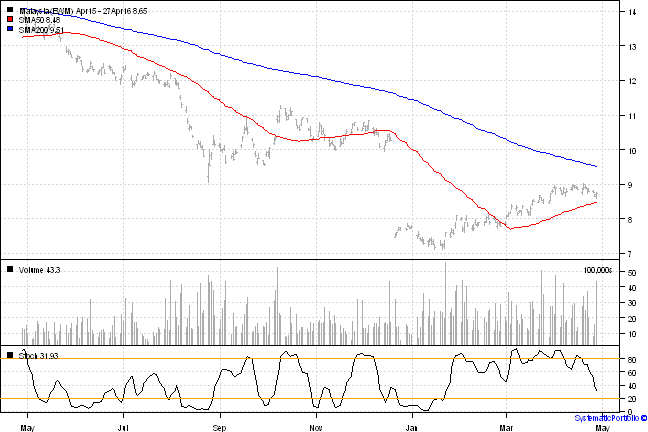 Malaysia(EWM) Apr15 - 27Apr16 8.65
SMA50 8.48
SMA200 9.51
14
13
12
11
10
9
8
7
Volume 43.3
100,000s
50
40
30
20
10
Stoch 31.93
80
60
40
20
0
May Jul Sep Nov Jan Mar May
SystematicPortfolio ©